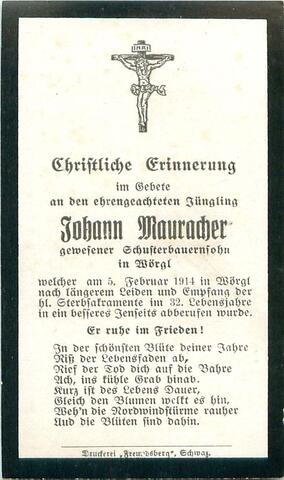 INRI
Christliche Erinnerung
im Gebete
an den ehrengeachteten Jüngling
Johann Mauracher
gewesener Schusterbauernsohn
in Wörgl
welcher am 5. Februar 1914 in Wörgl
nach längerem Leiden und Empfang der
hl. Sterbsakramente im 32. Lebensjahre
in ein besseres Jenseits abberufen wurde.
Er ruhe im Frieden!
In der schönsten Blüte deiner Jahre
Riß der Lebensfaden ab,
Rief der Tod dich auf die Bahre
Ach, ins kühle Grab hinab.
Kurz ist des Lebens Dauer,
Gleich den Blumen welkt es hin,
Weh'n die Nordwindstürme rauher
Und die Blüten sind dahin.
Druckerei „Freundsberg", Schwaz.